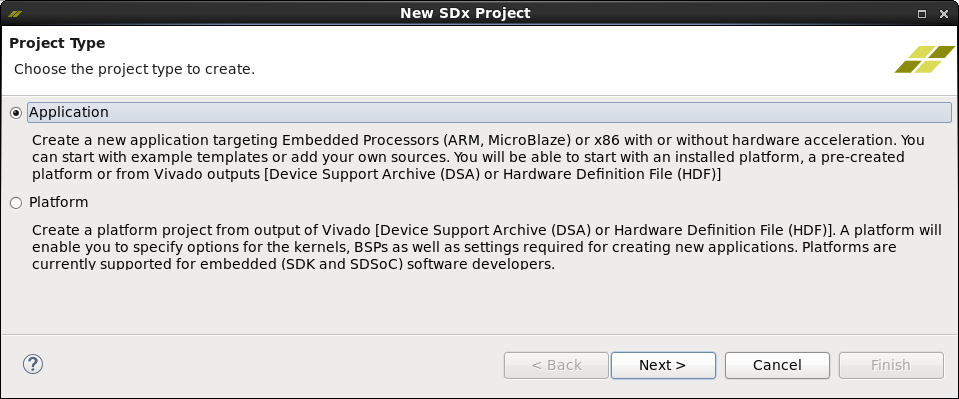 New SDx Project
Project Type
Choose the project type to create.
Application
Create a new application targeting Embedded Processors (ARM, MicroBlaze) or x86 with or without hardware acceleration. You
can start with example templates or add your own sources. You will be able to start with an installed platform, a pre-created
platform or from Vivado outputs [Device Support Archive (DSA) or Hardware Definition File (HDF)]
Platform
Create a platform project from output of Vivado [Device Support Archive (DSA) or Hardware Definition File (HDF)]. A platform will
enable you to specify options for the kernels, BSPs as well as settings required for creating new applications. Platforms are
currently supported for embedded (SDK and SDSoC) software developers.
? < Back Next > Cancel Finish